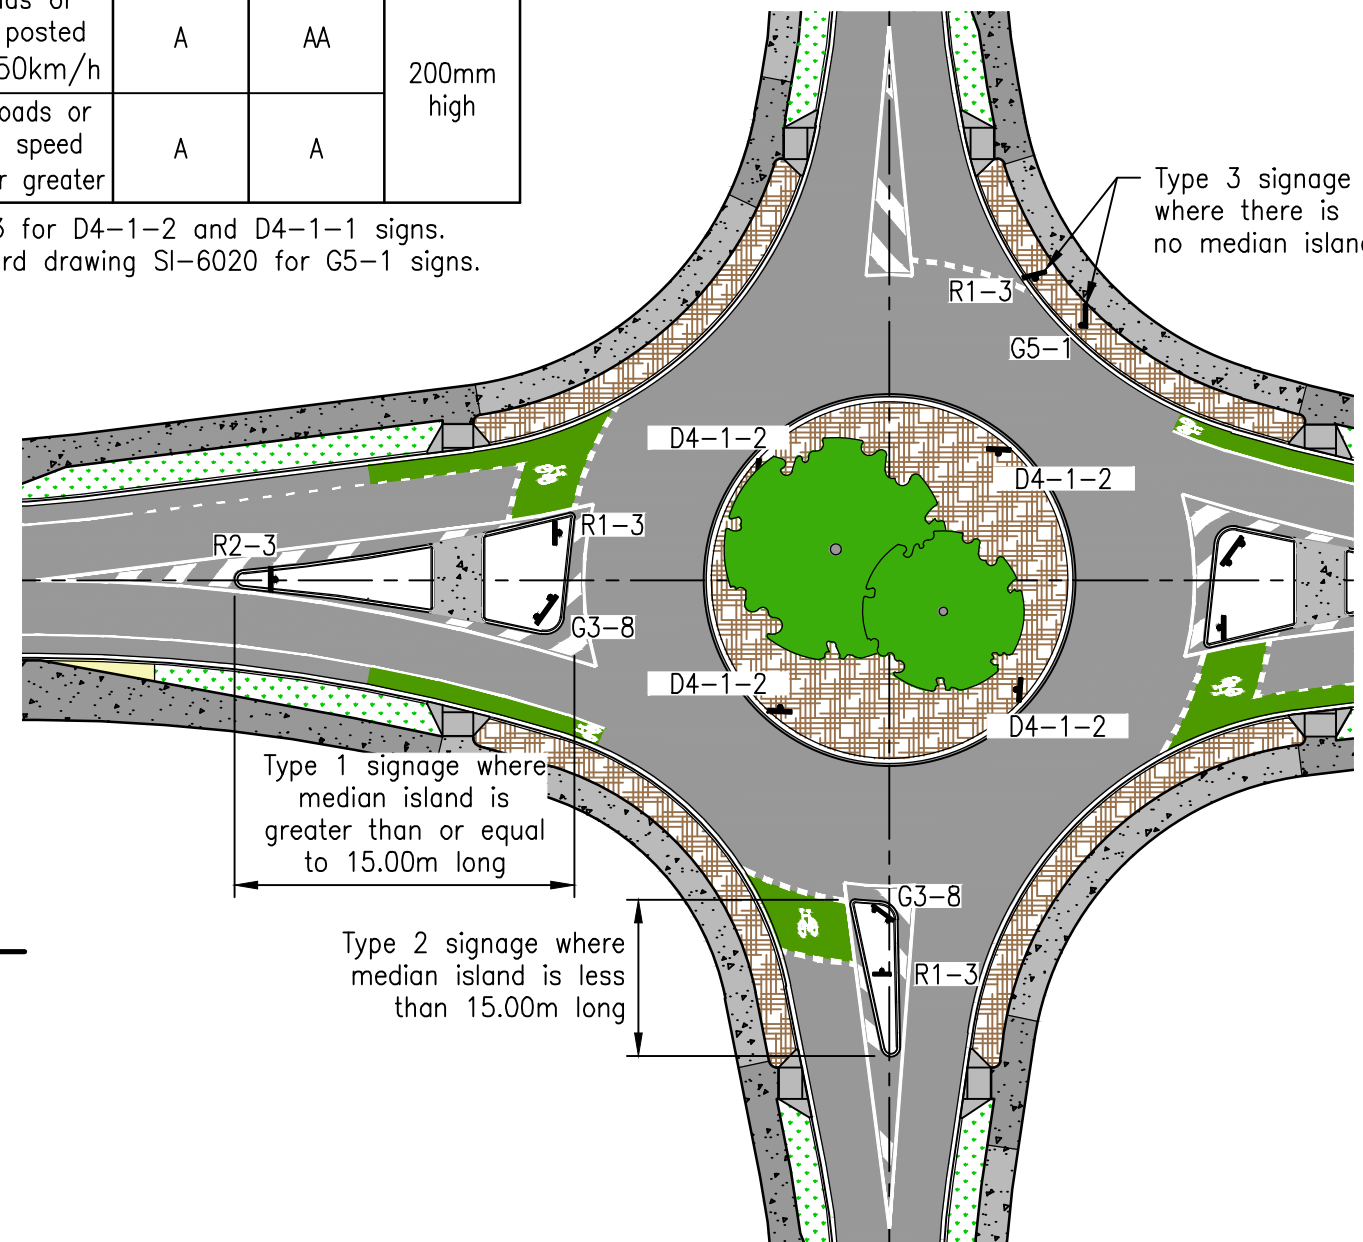 posted
50km/h
A
AA
200mm
high
oads or
speed
greater
A
A
for D4-1-2 and D4-1-1 signs.
drawing SI-6020 for G5-1 signs.
Type 3 signage
where there is
no median island
R1-3
G5-1
D4-1-2
D4-1-2
R1-3
R2-3
G3-8
D4-1-2
D4-1-2
Type 1 signage where
median island is
greater than or equal
to 15.00m long
G3-8
Type 2 signage where
median island is less
than 15.00m long
R1-3